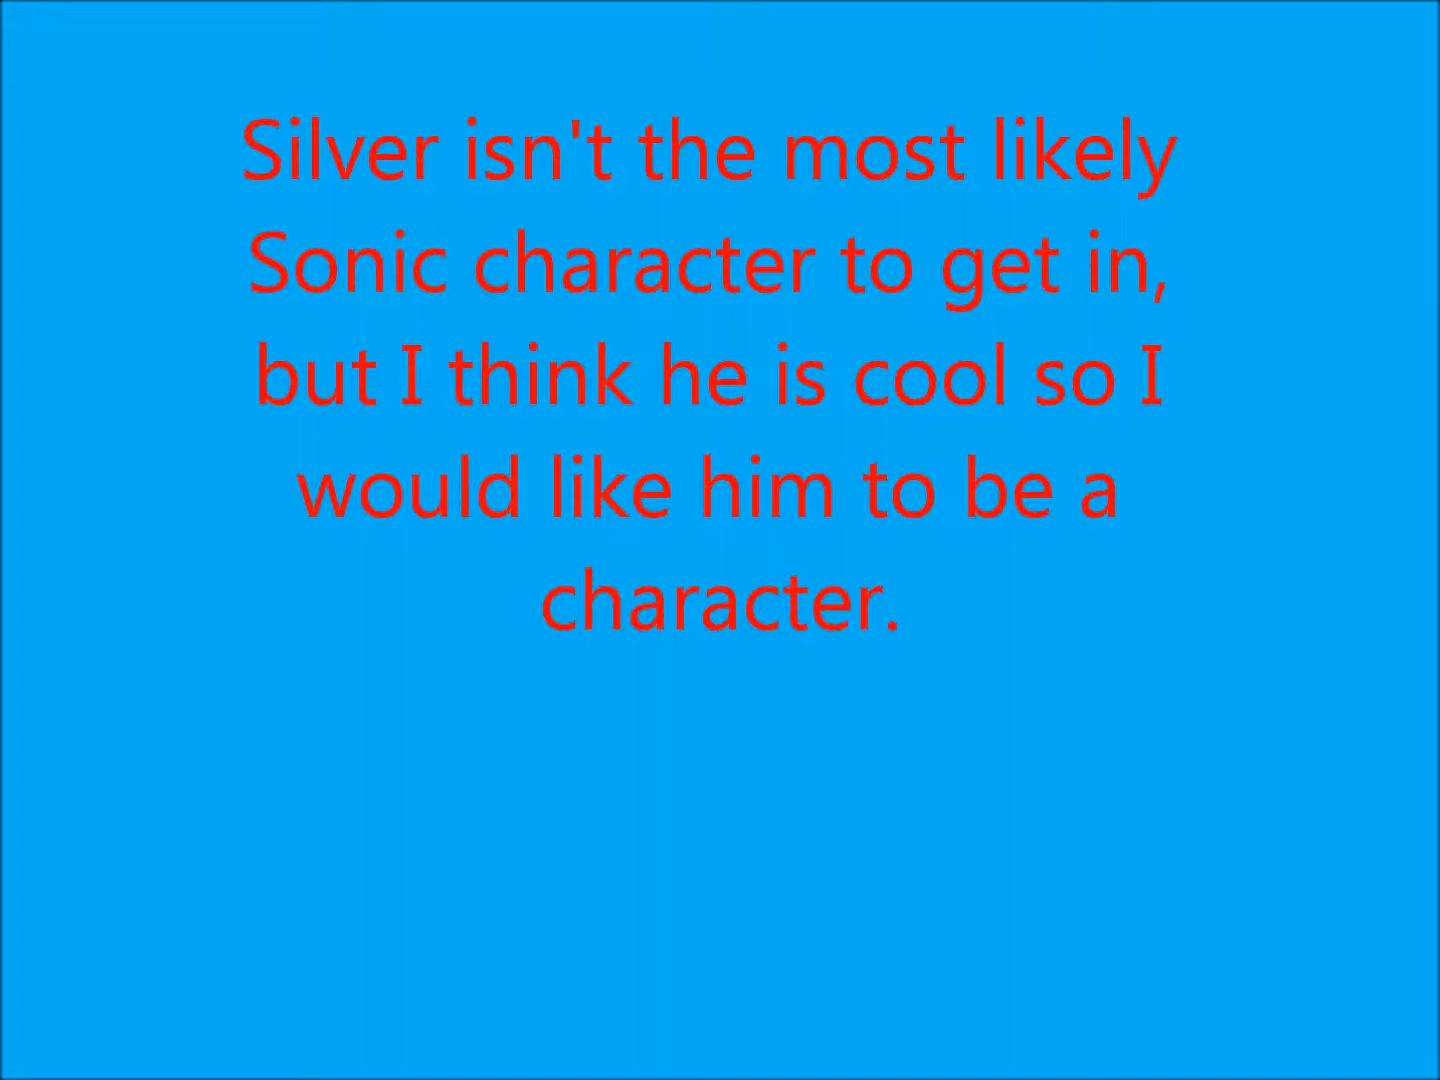 Silver isn't the most likely
Sonic character to get in,
but I think he is cool so I
would like him to be a
character.